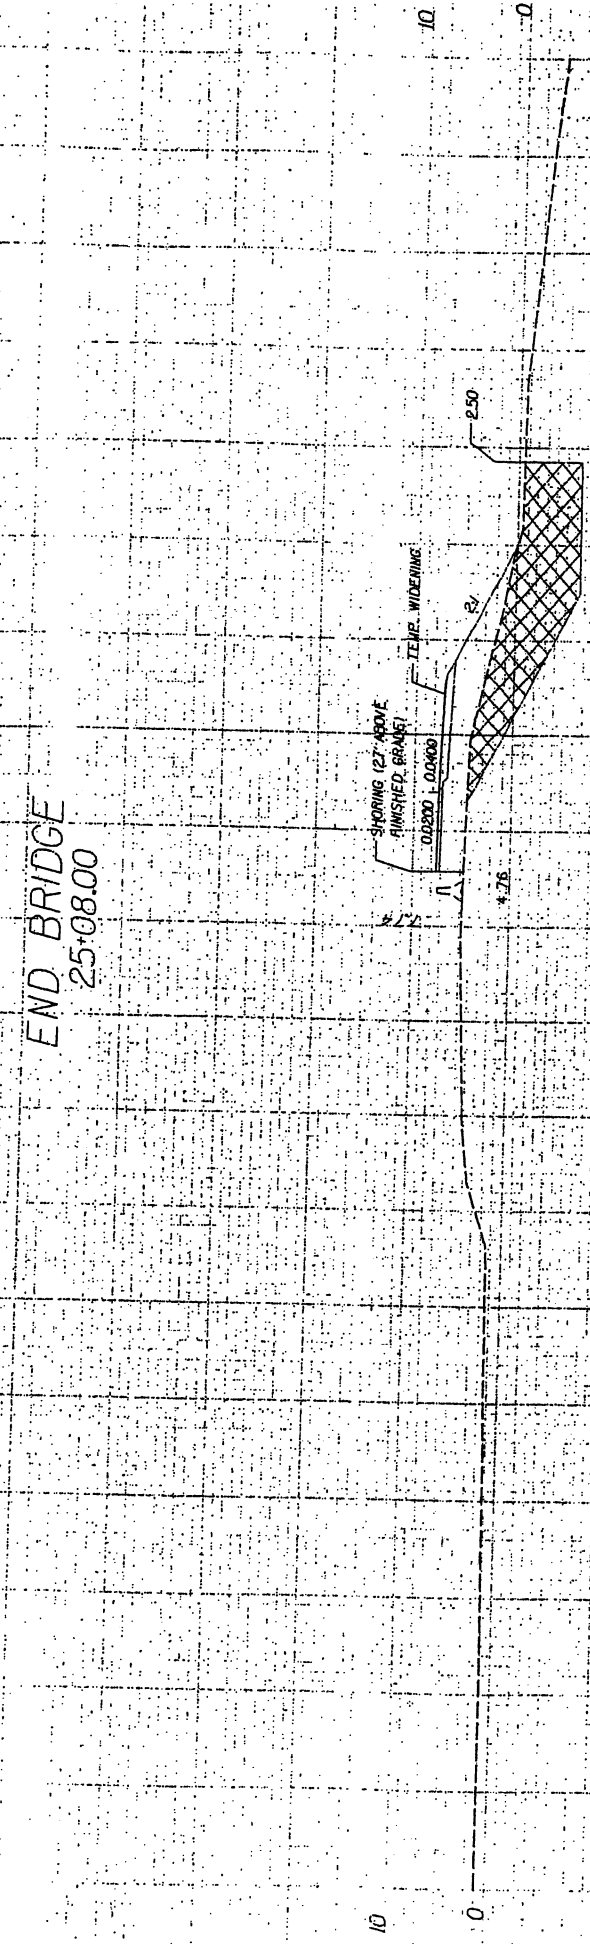 END BRIDGE
25+08.00
SHORING (27" ABOVE
FINISHED GRADE)
TEMP. WIDENING
0.0200
0.0400
2:1
2.50
4.76
10
0
10
0